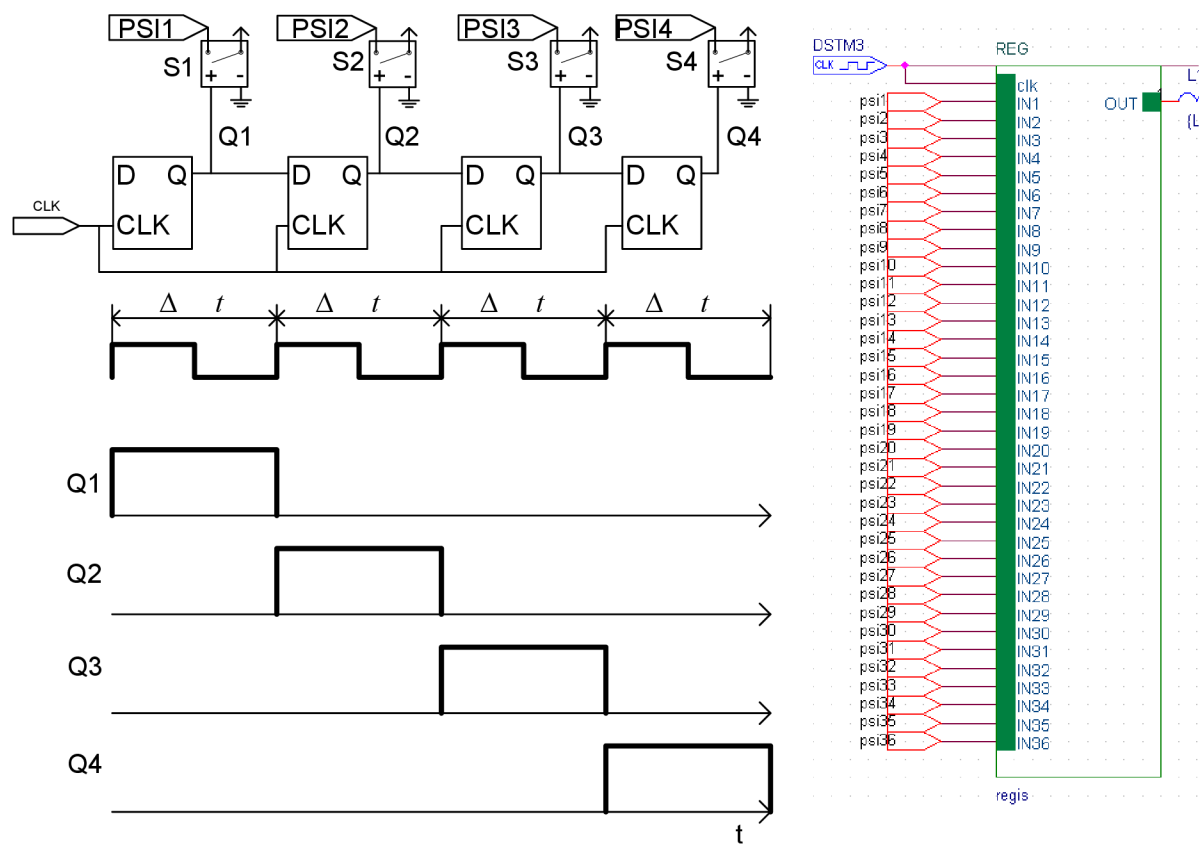 PSI1 PSI2 PSI3 PSI4
S1 S2 S3 S4
+ - + - + - + -
Q1 Q2 Q3 Q4
D Q D Q D Q D Q
CLK
CLK CLK CLK CLK
Δ t Δ t Δ t Δ t
Q1
Q2
Q3
Q4
t
DSTM3
CLK
REG
clk
OUT
psi1 IN1
psi2 IN2
psi3 IN3
psi4 IN4
psi5 IN5
psi6 IN6
psi7 IN7
psi8 IN8
psi9 IN9
psi10 IN10
psi11 IN11
psi12 IN12
psi13 IN13
psi14 IN14
psi15 IN15
psi16 IN16
psi17 IN17
psi18 IN18
psi19 IN19
psi20 IN20
psi21 IN21
psi22 IN22
psi23 IN23
psi24 IN24
psi25 IN25
psi26 IN26
psi27 IN27
psi28 IN28
psi29 IN29
psi30 IN30
psi31 IN31
psi32 IN32
psi33 IN33
psi34 IN34
psi35 IN35
psi36 IN36
regis